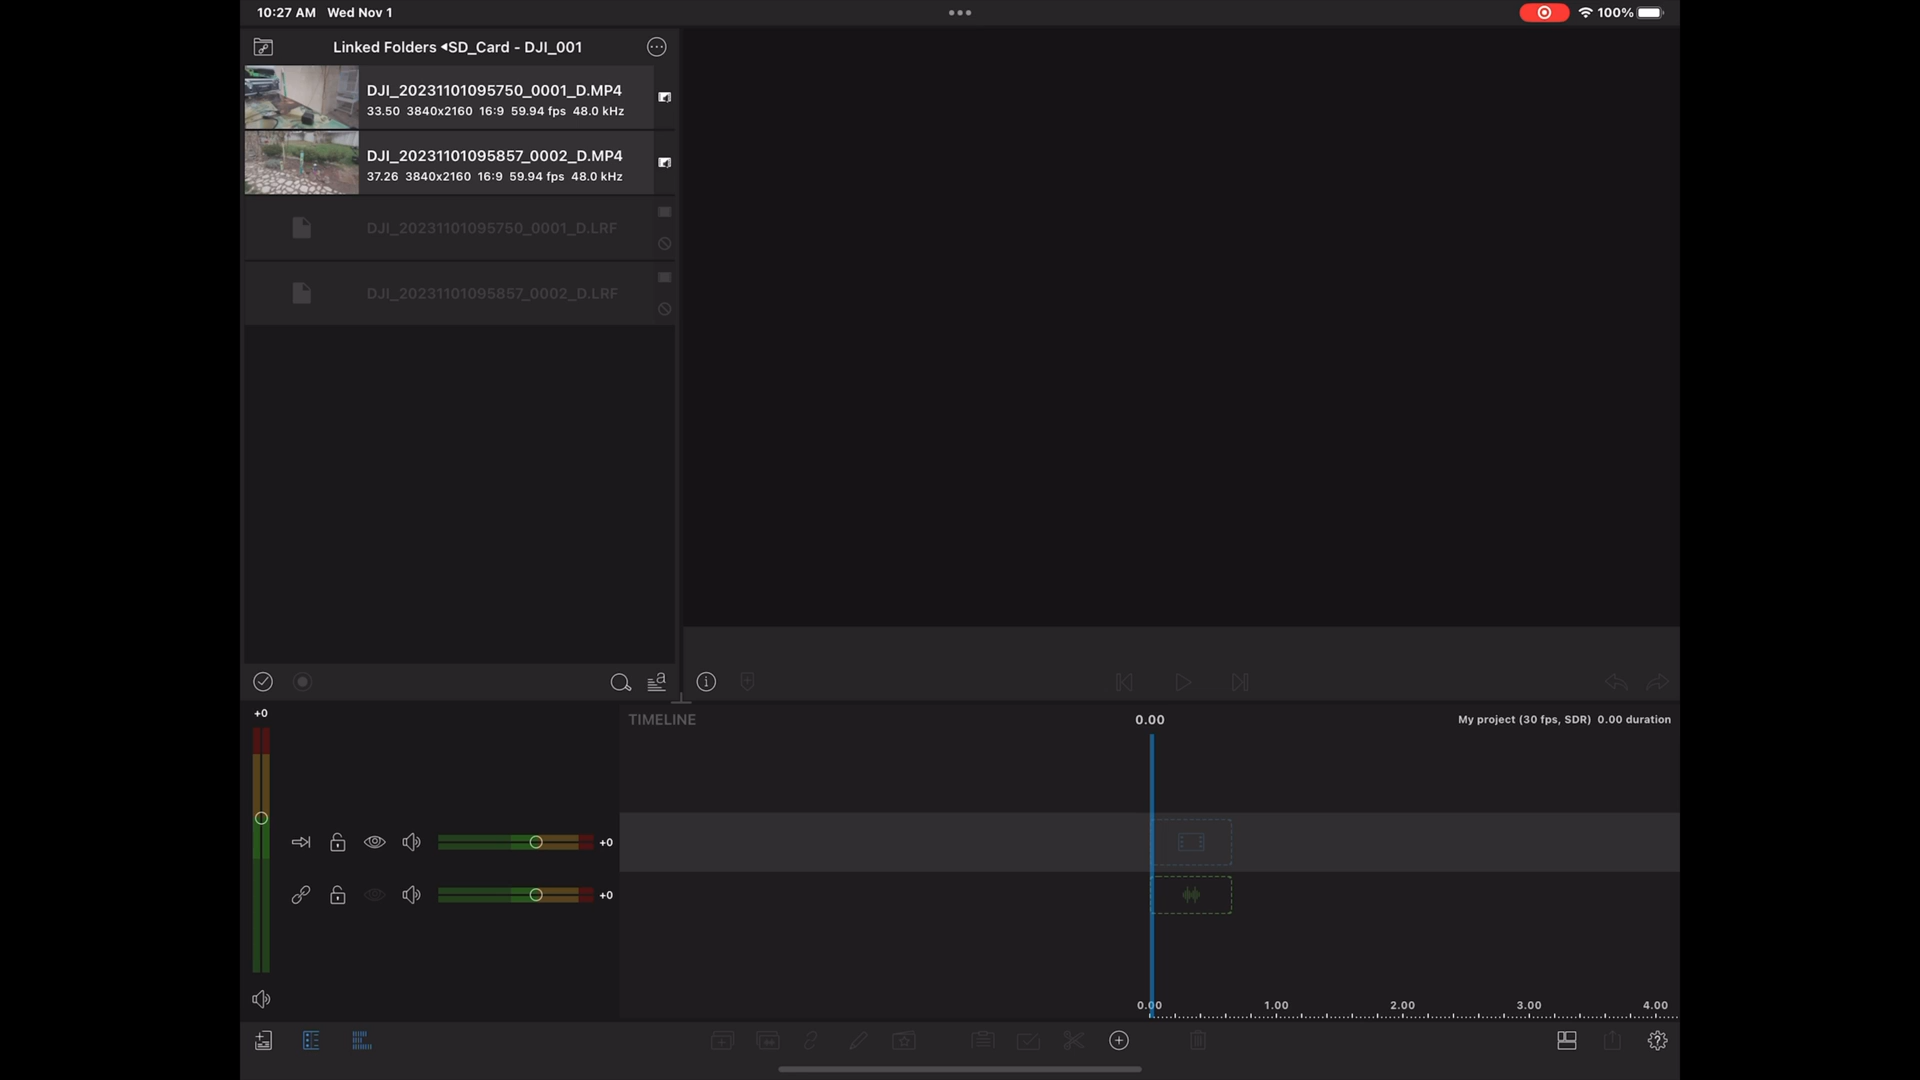 10:27 AM Wed Nov 1
100%
Linked Folders ◂SD_Card - DJI_001
DJI_20231101095750_0001_D.MP4
33.50 3840x2160 16:9 59.94 fps 48.0 kHz
DJI_20231101095857_0002_D.MP4
37.26 3840x2160 16:9 59.94 fps 48.0 kHz
DJI_20231101095750_0001_D.LRF
DJI_20231101095857_0002_D.LRF
a
+0
TIMELINE
0.00
My project (30 fps, SDR) 0.00 duration
+0
+0
0.00 1.00 2.00 3.00 4.00